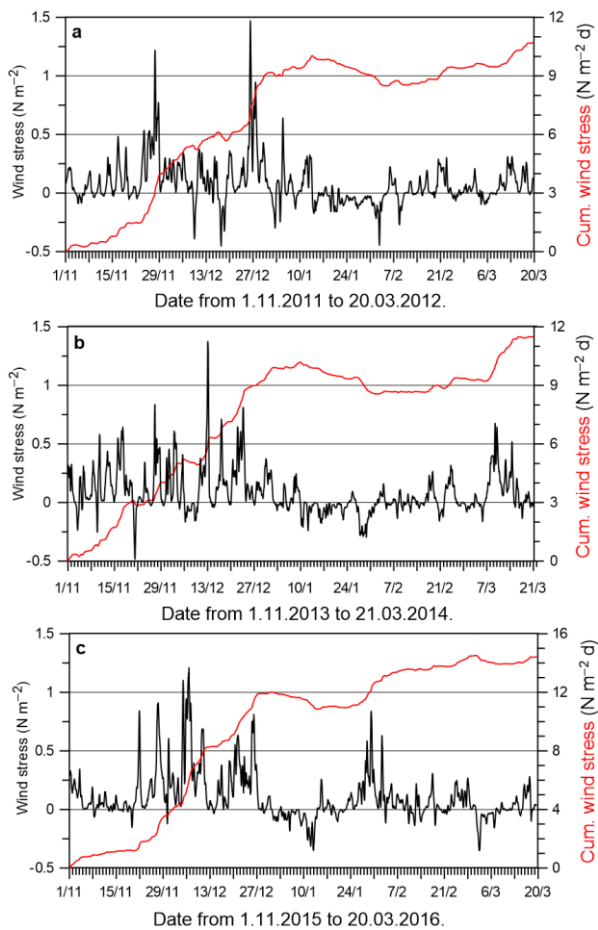 a
1.5
1
0.5
0
-0.5
Wind stress (N m−2)
12
9
6
3
0
Cum. wind stress (N m−2 d)
1/11 15/11 29/11 13/12 27/12 10/1 24/1 7/2 21/2 6/3 20/3
Date from 1.11.2011 to 20.03.2012.
b
1.5
1
0.5
0
-0.5
Wind stress (N m−2)
12
9
6
3
0
Cum. wind stress (N m−2 d)
1/11 15/11 29/11 13/12 27/12 10/1 24/1 7/2 21/2 7/3 21/3
Date from 1.11.2013 to 21.03.2014.
c
1.5
1
0.5
0
-0.5
Wind stress (N m−2)
16
12
8
4
0
Cum. wind stress (N m−2 d)
1/11 15/11 29/11 13/12 27/12 10/1 24/1 7/2 21/2 6/3 20/3
Date from 1.11.2015 to 20.03.2016.